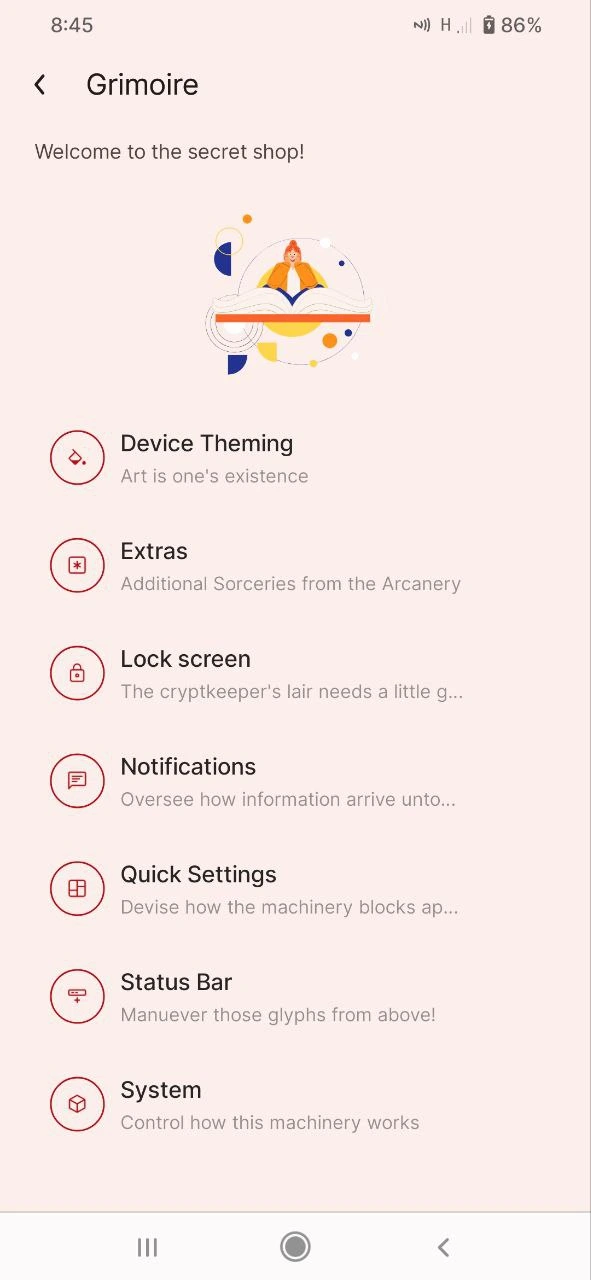 8:45
H
86%
Grimoire
Welcome to the secret shop!
Device Theming
Art is one's existence
Extras
Additional Sorceries from the Arcanery
Lock screen
The cryptkeeper's lair needs a little g...
Notifications
Oversee how information arrive unto...
Quick Settings
Devise how the machinery blocks ap...
Status Bar
Manuever those glyphs from above!
System
Control how this machinery works